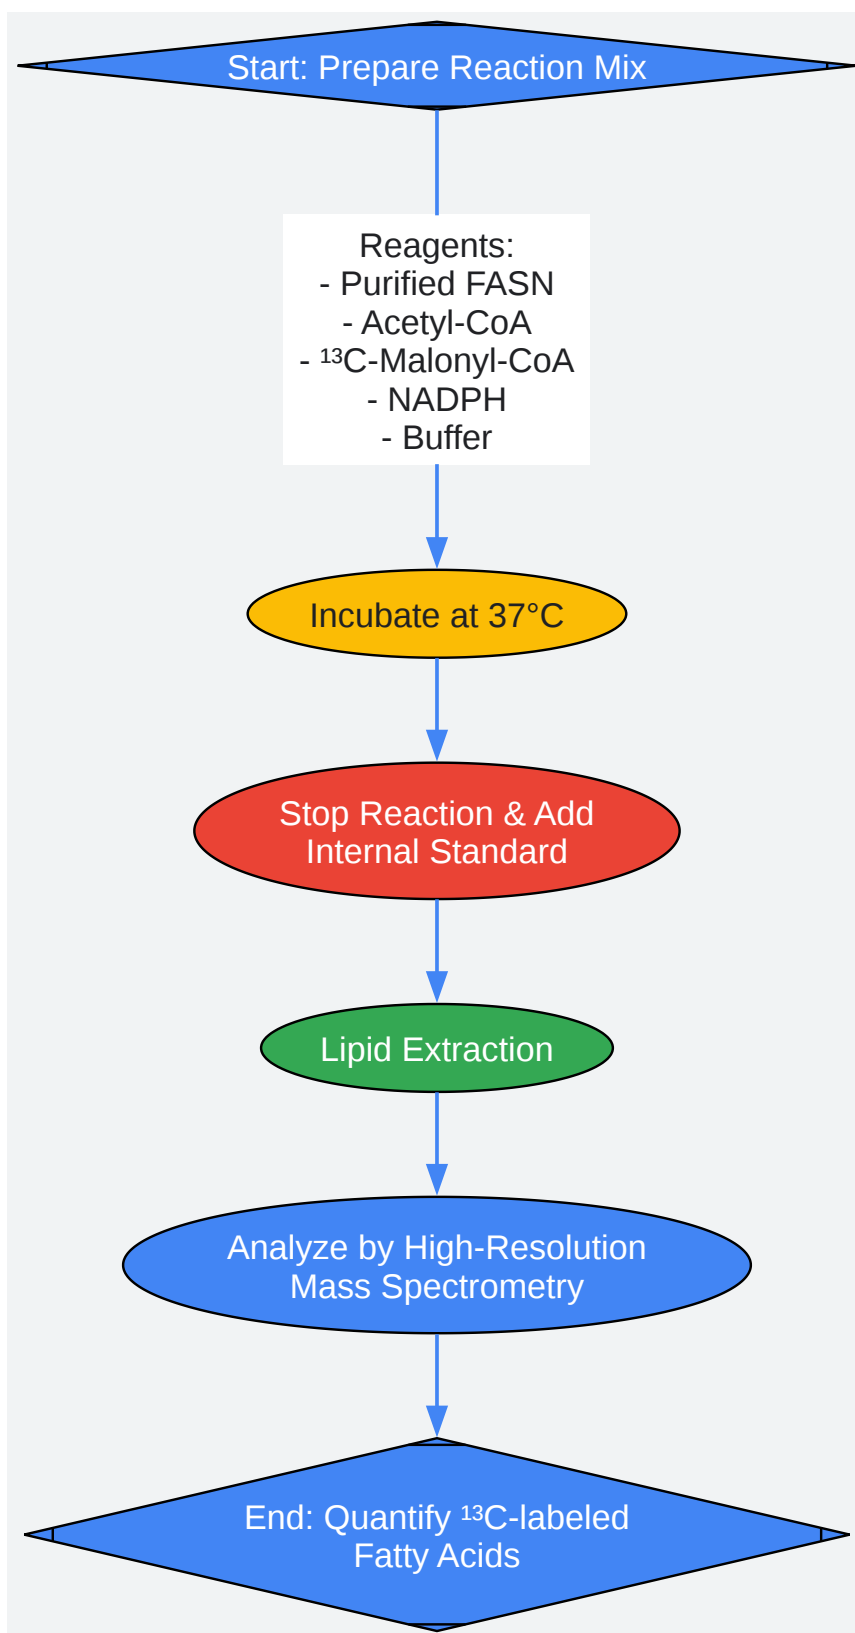 Start: Prepare Reaction Mix
Reagents:
- Purified FASN
- Acetyl-CoA
- ¹³C-Malonyl-CoA
- NADPH
- Buffer
Incubate at 37°C
Stop Reaction & Add
Internal Standard
Lipid Extraction
Analyze by High-Resolution
Mass Spectrometry
End: Quantify ¹³C-labeled
Fatty Acids